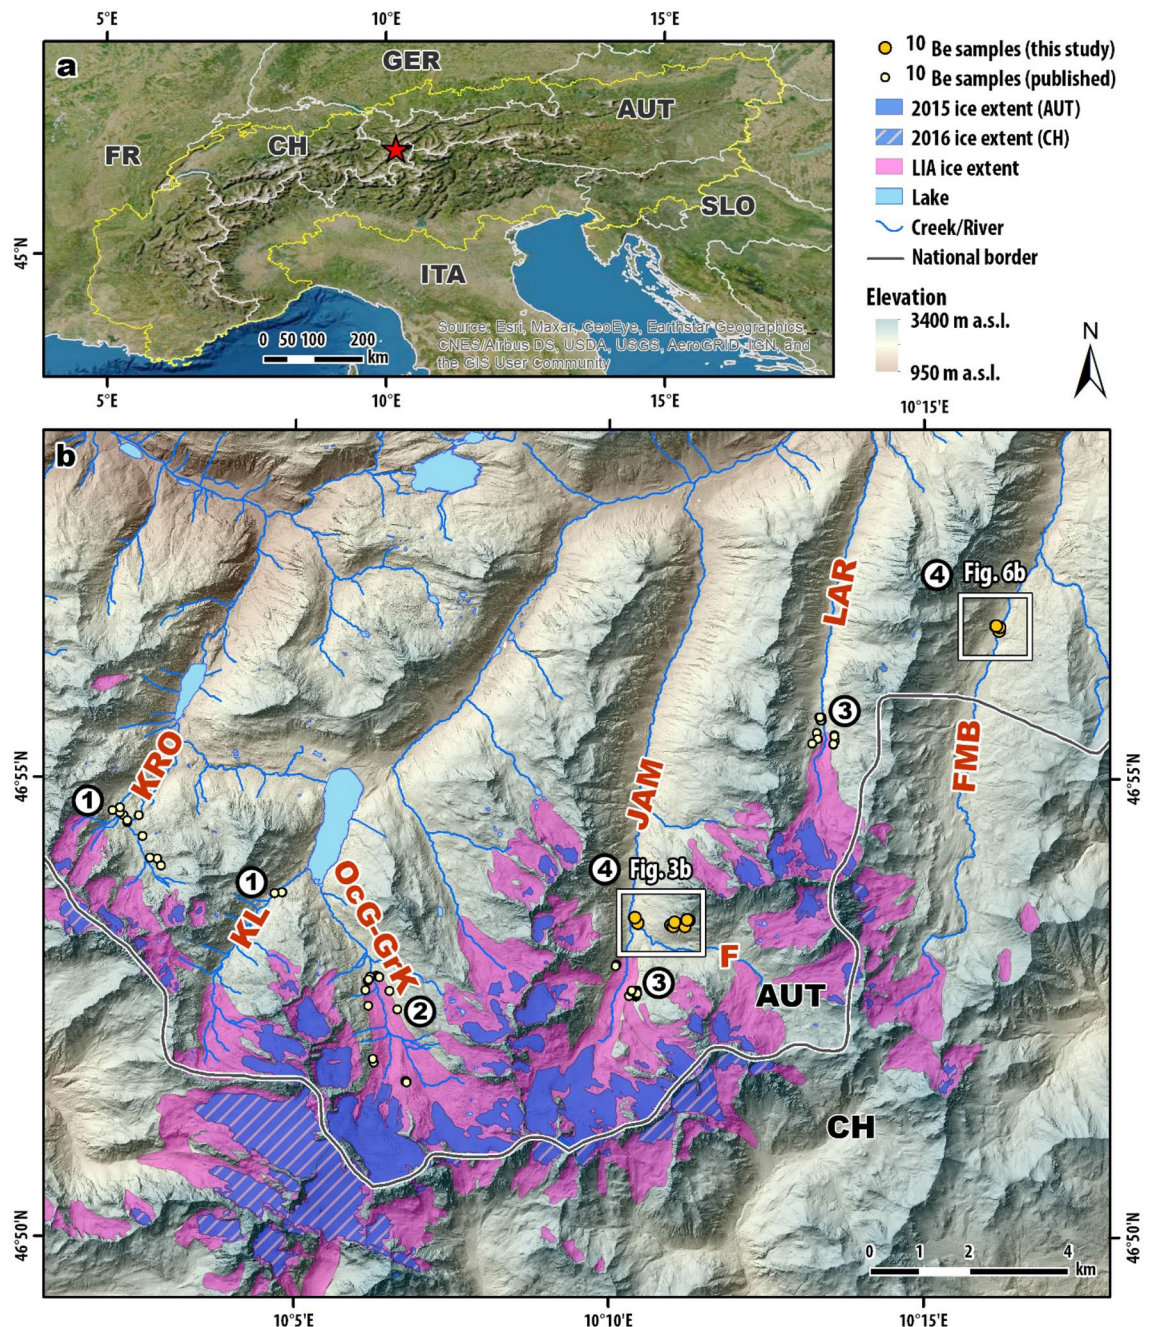 5°E 10°E 15°E
a
GER
AUT
FR
CH
SLO
ITA
45°N
0 50 100 200
km
Source: Esri, Maxar, GeoEye, Earthstar Geographics,
CNES/Airbus DS, USDA, USGS, AeroGRID, IGN, and
the GIS User Community
5°E 10°E 15°E
10 Be samples (this study)
10 Be samples (published)
2015 ice extent (AUT)
2016 ice extent (CH)
LIA ice extent
Lake
Creek/River
National border
Elevation
3400 m a.s.l.
950 m a.s.l.
N
10°15'E
b
4 Fig. 6b
LAR
3
KRO
FMB
JAM
46°55'N
46°55'N
1
4 Fig. 3b
1
OcG-GrK
KL
F
3
AUT
2
CH
46°50'N
46°50'N
0 1 2 4
km
10°5'E 10°10'E 10°15'E